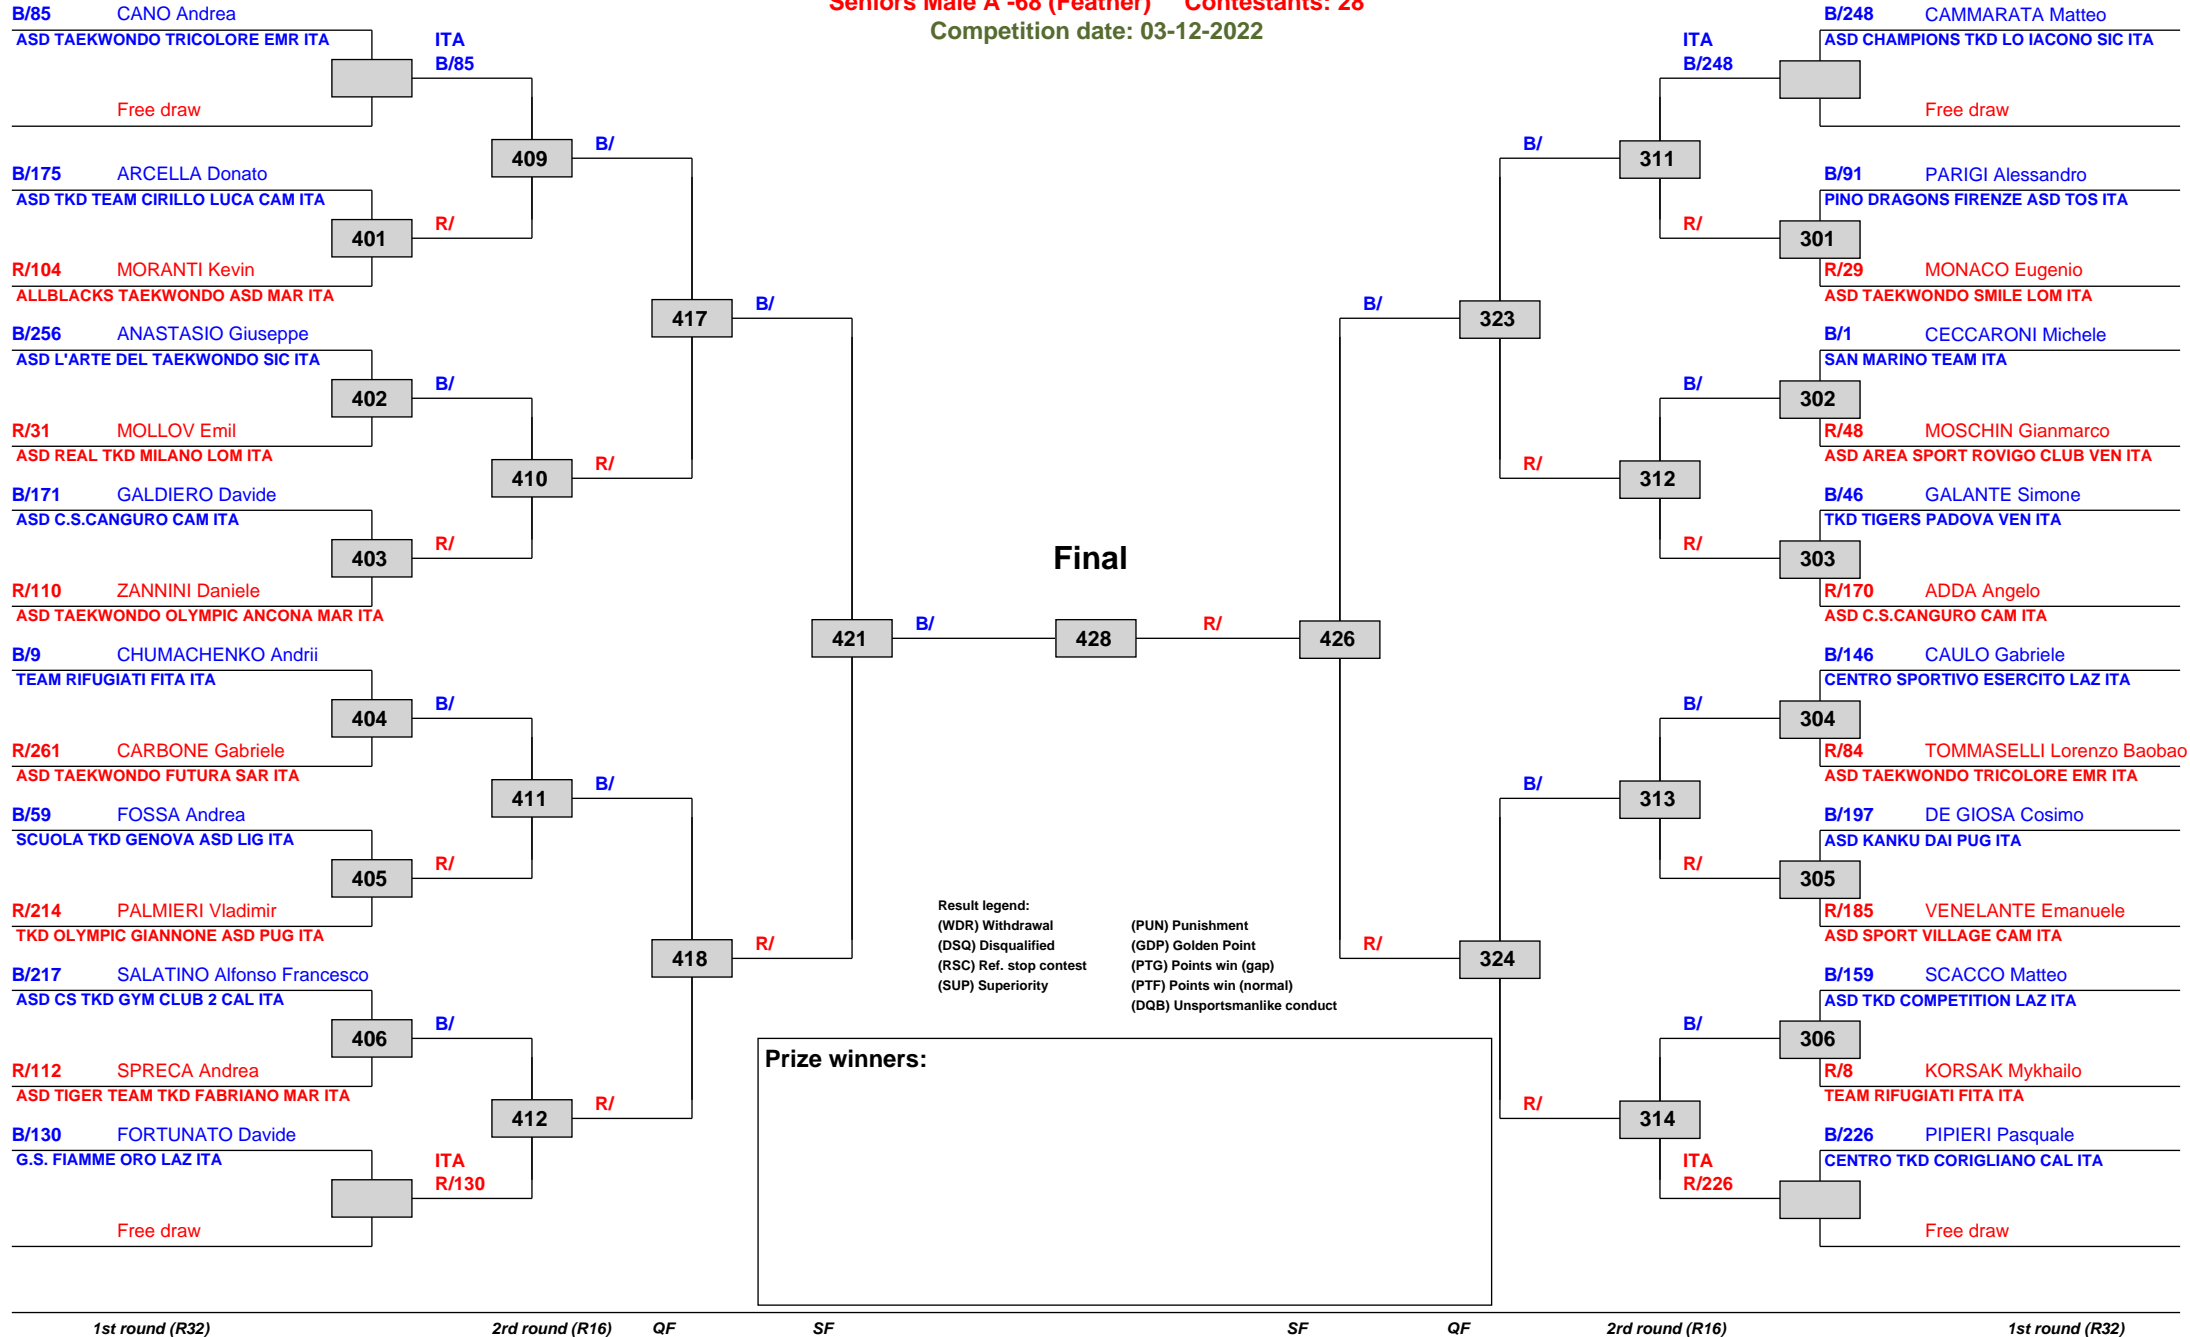 Seniors Male A -68 (Feather) Contestants: 28
Competition date: 03-12-2022
B/85 CANO Andrea
ASD TAEKWONDO TRICOLORE EMR ITA
Free draw
B/175 ARCELLA Donato
ASD TKD TEAM CIRILLO LUCA CAM ITA
401
R/104 MORANTI Kevin
ALLBLACKS TAEKWONDO ASD MAR ITA
B/256 ANASTASIO Giuseppe
ASD L'ARTE DEL TAEKWONDO SIC ITA
402
R/31 MOLLOV Emil
ASD REAL TKD MILANO LOM ITA
B/171 GALDIERO Davide
ASD C.S.CANGURO CAM ITA
403
R/110 ZANNINI Daniele
ASD TAEKWONDO OLYMPIC ANCONA MAR ITA
B/9 CHUMACHENKO Andrii
TEAM RIFUGIATI FITA ITA
404
R/261 CARBONE Gabriele
ASD TAEKWONDO FUTURA SAR ITA
B/59 FOSSA Andrea
SCUOLA TKD GENOVA ASD LIG ITA
405
R/214 PALMIERI Vladimir
TKD OLYMPIC GIANNONE ASD PUG ITA
B/217 SALATINO Alfonso Francesco
ASD CS TKD GYM CLUB 2 CAL ITA
406
R/112 SPRECA Andrea
ASD TIGER TEAM TKD FABRIANO MAR ITA
B/130 FORTUNATO Davide
G.S. FIAMME ORO LAZ ITA
Free draw
ITA
B/85
409
R/
B/
410
R/
B/
411
R/
B/
412
ITA
R/130
B/
417
R/
B/
418
R/
B/
421
R/
B/
Final
428
R/
B/
426
R/
B/
323
R/
B/
324
R/
ITA
B/248
311
R/
B/
312
R/
B/
313
R/
B/
314
ITA
R/226
B/248 CAMMARATA Matteo
ASD CHAMPIONS TKD LO IACONO SIC ITA
Free draw
B/91 PARIGI Alessandro
PINO DRAGONS FIRENZE ASD TOS ITA
301
R/29 MONACO Eugenio
ASD TAEKWONDO SMILE LOM ITA
B/1 CECCARONI Michele
SAN MARINO TEAM ITA
302
R/48 MOSCHIN Gianmarco
ASD AREA SPORT ROVIGO CLUB VEN ITA
B/46 GALANTE Simone
TKD TIGERS PADOVA VEN ITA
303
R/170 ADDA Angelo
ASD C.S.CANGURO CAM ITA
B/146 CAULO Gabriele
CENTRO SPORTIVO ESERCITO LAZ ITA
304
R/84 TOMMASELLI Lorenzo Baobao
ASD TAEKWONDO TRICOLORE EMR ITA
B/197 DE GIOSA Cosimo
ASD KANKU DAI PUG ITA
305
R/185 VENELANTE Emanuele
ASD SPORT VILLAGE CAM ITA
B/159 SCACCO Matteo
ASD TKD COMPETITION LAZ ITA
306
R/8 KORSAK Mykhailo
TEAM RIFUGIATI FITA ITA
B/226 PIPIERI Pasquale
CENTRO TKD CORIGLIANO CAL ITA
Free draw
Result legend:
(WDR) Withdrawal (PUN) Punishment
(DSQ) Disqualified (GDP) Golden Point
(RSC) Ref. stop contest (PTG) Points win (gap)
(SUP) Superiority (PTF) Points win (normal)
(DQB) Unsportsmanlike conduct
Prize winners:
1st round (R32) 2rd round (R16) QF SF SF QF 2rd round (R16) 1st round (R32)